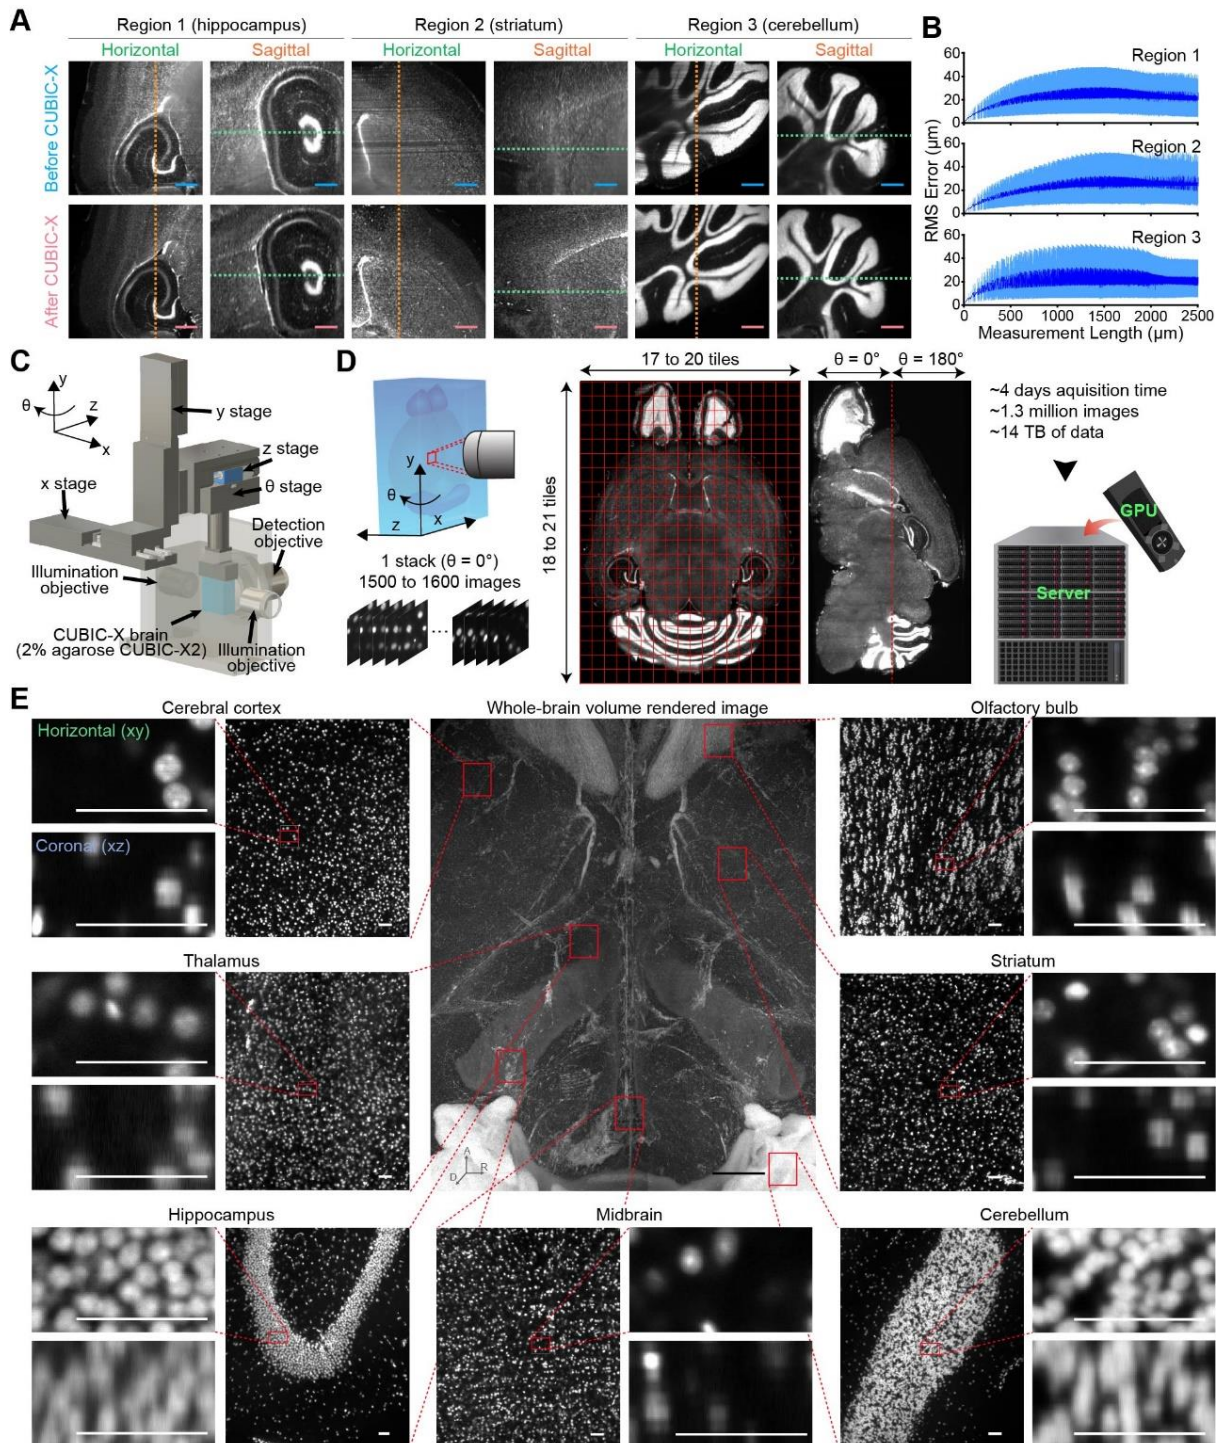 A
Region 1 (hippocampus)
Region 2 (striatum)
Region 3 (cerebellum)
Horizontal
Sagittal
Horizontal
Sagittal
Horizontal
Sagittal
Before CUBIC-X
After CUBIC-X
B
Region 1
60
40
20
0
Region 2
60
40
20
0
Region 3
60
40
20
0
RMS Error (µm)
0
500
1000
1500
2000
2500
Measurement Length (µm)
C
y
θ
z
x
y stage
z stage
x stage
θ stage
Detection
objective
Illumination
objective
CUBIC-X brain
(2% agarose CUBIC-X2)
Illumination
objective
D
y
θ
z
x
1 stack (θ = 0°)
1500 to 1600 images
...
17 to 20 tiles
18 to 21 tiles
θ = 0°
θ = 180°
~4 days aquisition time
~1.3 million images
~14 TB of data
GPU
Server
E
Cerebral cortex
Whole-brain volume rendered image
Olfactory bulb
Horizontal (xy)
Coronal (xz)
Thalamus
Striatum
A
R
D
Hippocampus
Midbrain
Cerebellum